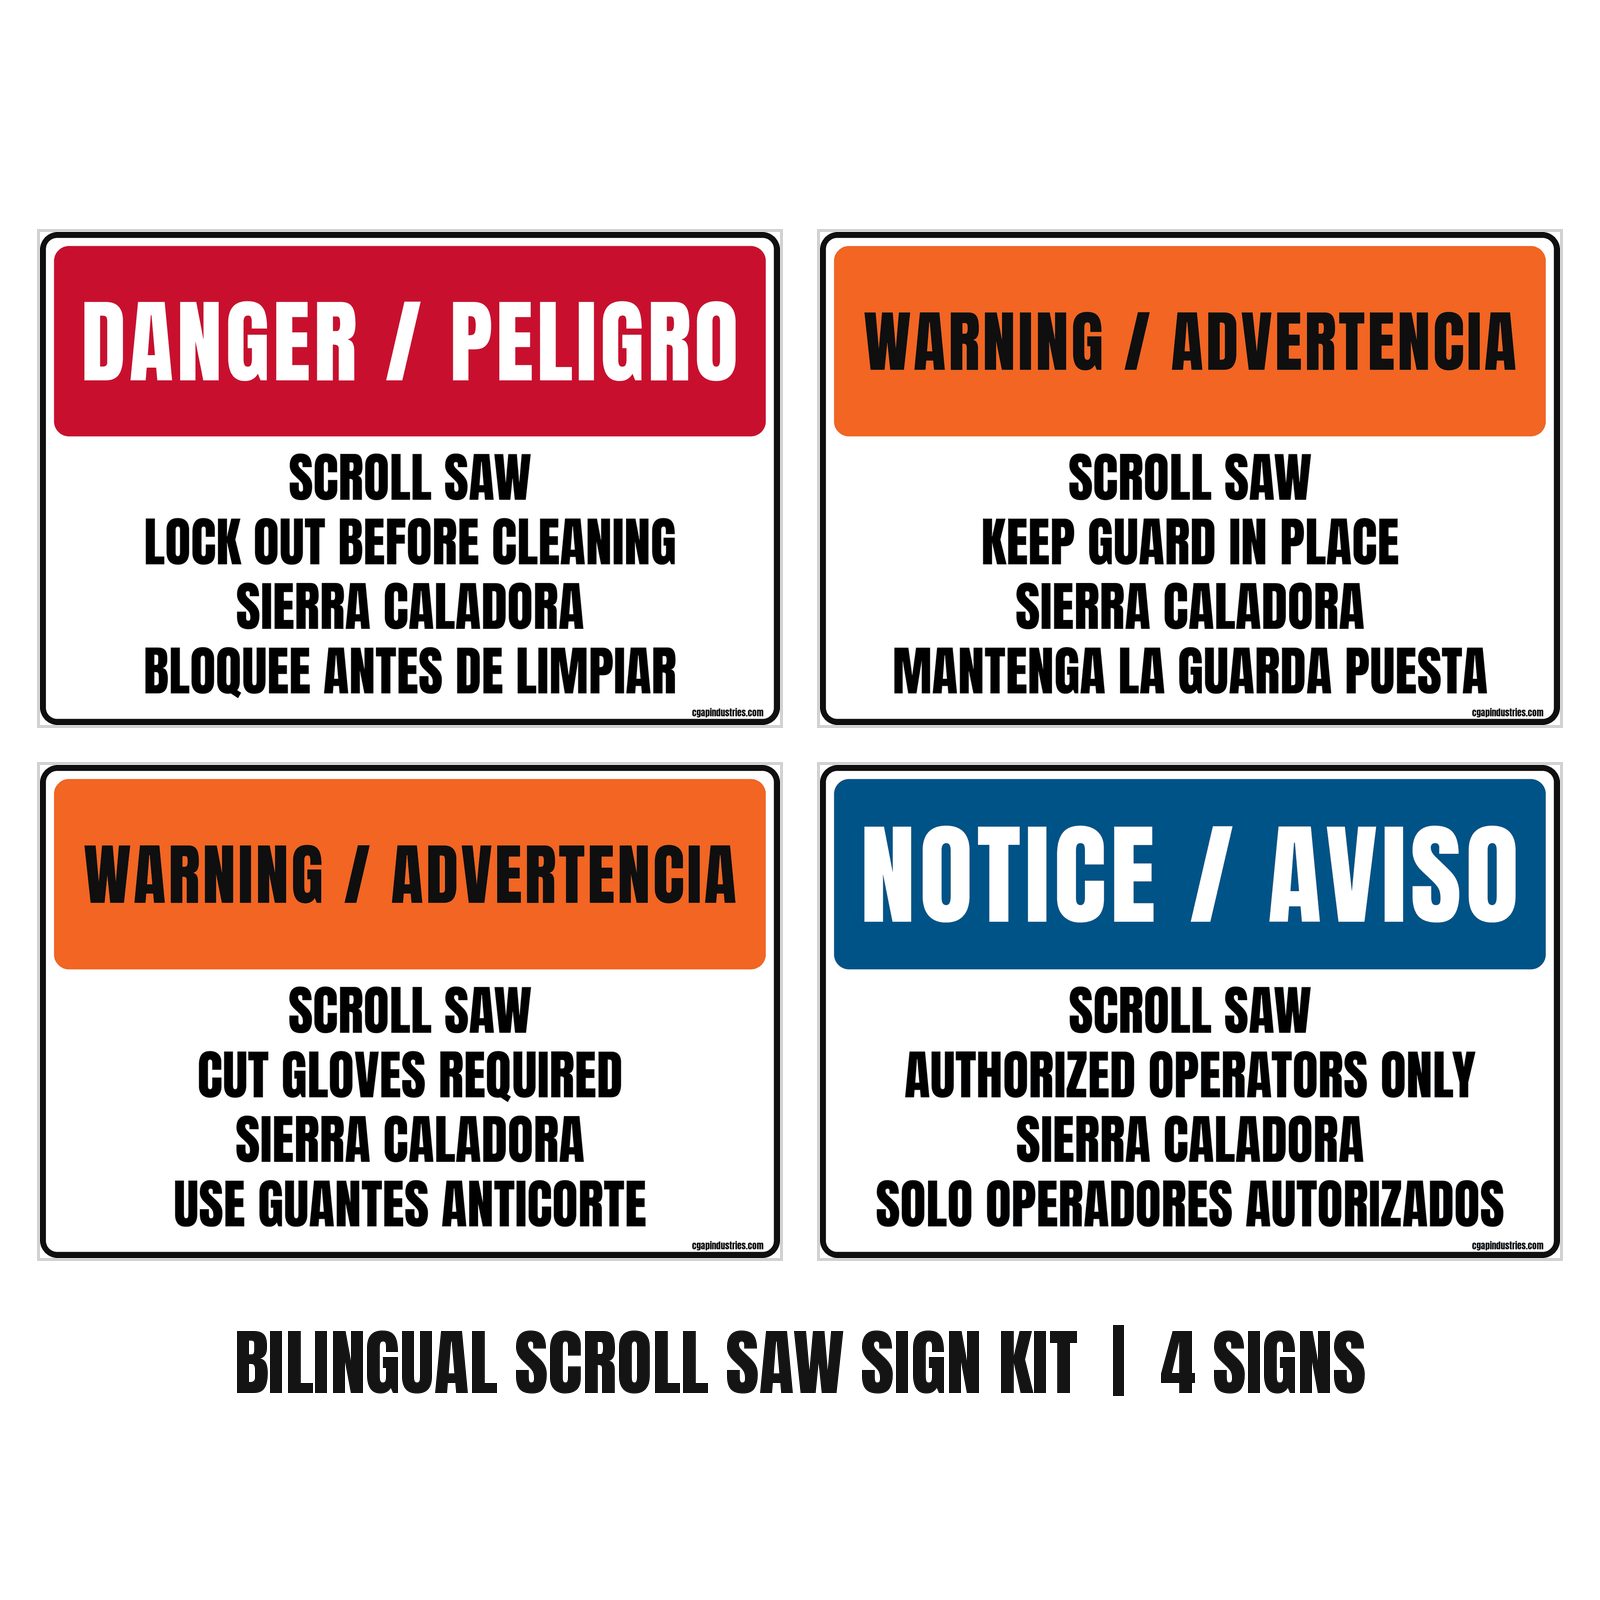 DANGER / PELIGRO
SCROLL SAW
LOCK OUT BEFORE CLEANING
SIERRA CALADORA
BLOQUEE ANTES DE LIMPIAR
cgapindustries.com
WARNING / ADVERTENCIA
SCROLL SAW
KEEP GUARD IN PLACE
SIERRA CALADORA
MANTENGA LA GUARDA PUESTA
cgapindustries.com
WARNING / ADVERTENCIA
SCROLL SAW
CUT GLOVES REQUIRED
SIERRA CALADORA
USE GUANTES ANTICORTE
cgapindustries.com
NOTICE / AVISO
SCROLL SAW
AUTHORIZED OPERATORS ONLY
SIERRA CALADORA
SOLO OPERADORES AUTORIZADOS
cgapindustries.com
BILINGUAL SCROLL SAW SIGN KIT | 4 SIGNS